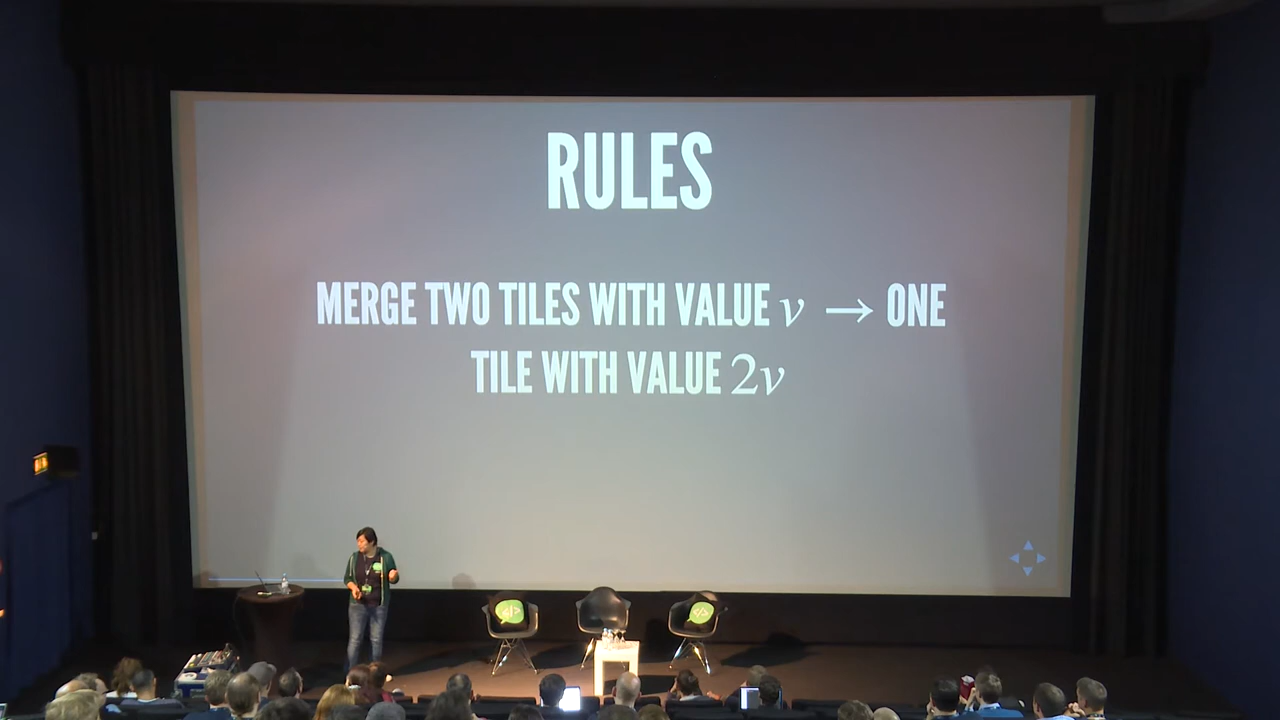 RULES
MERGE TWO TILES WITH VALUE v → ONE
TILE WITH VALUE 2v
</>
</>